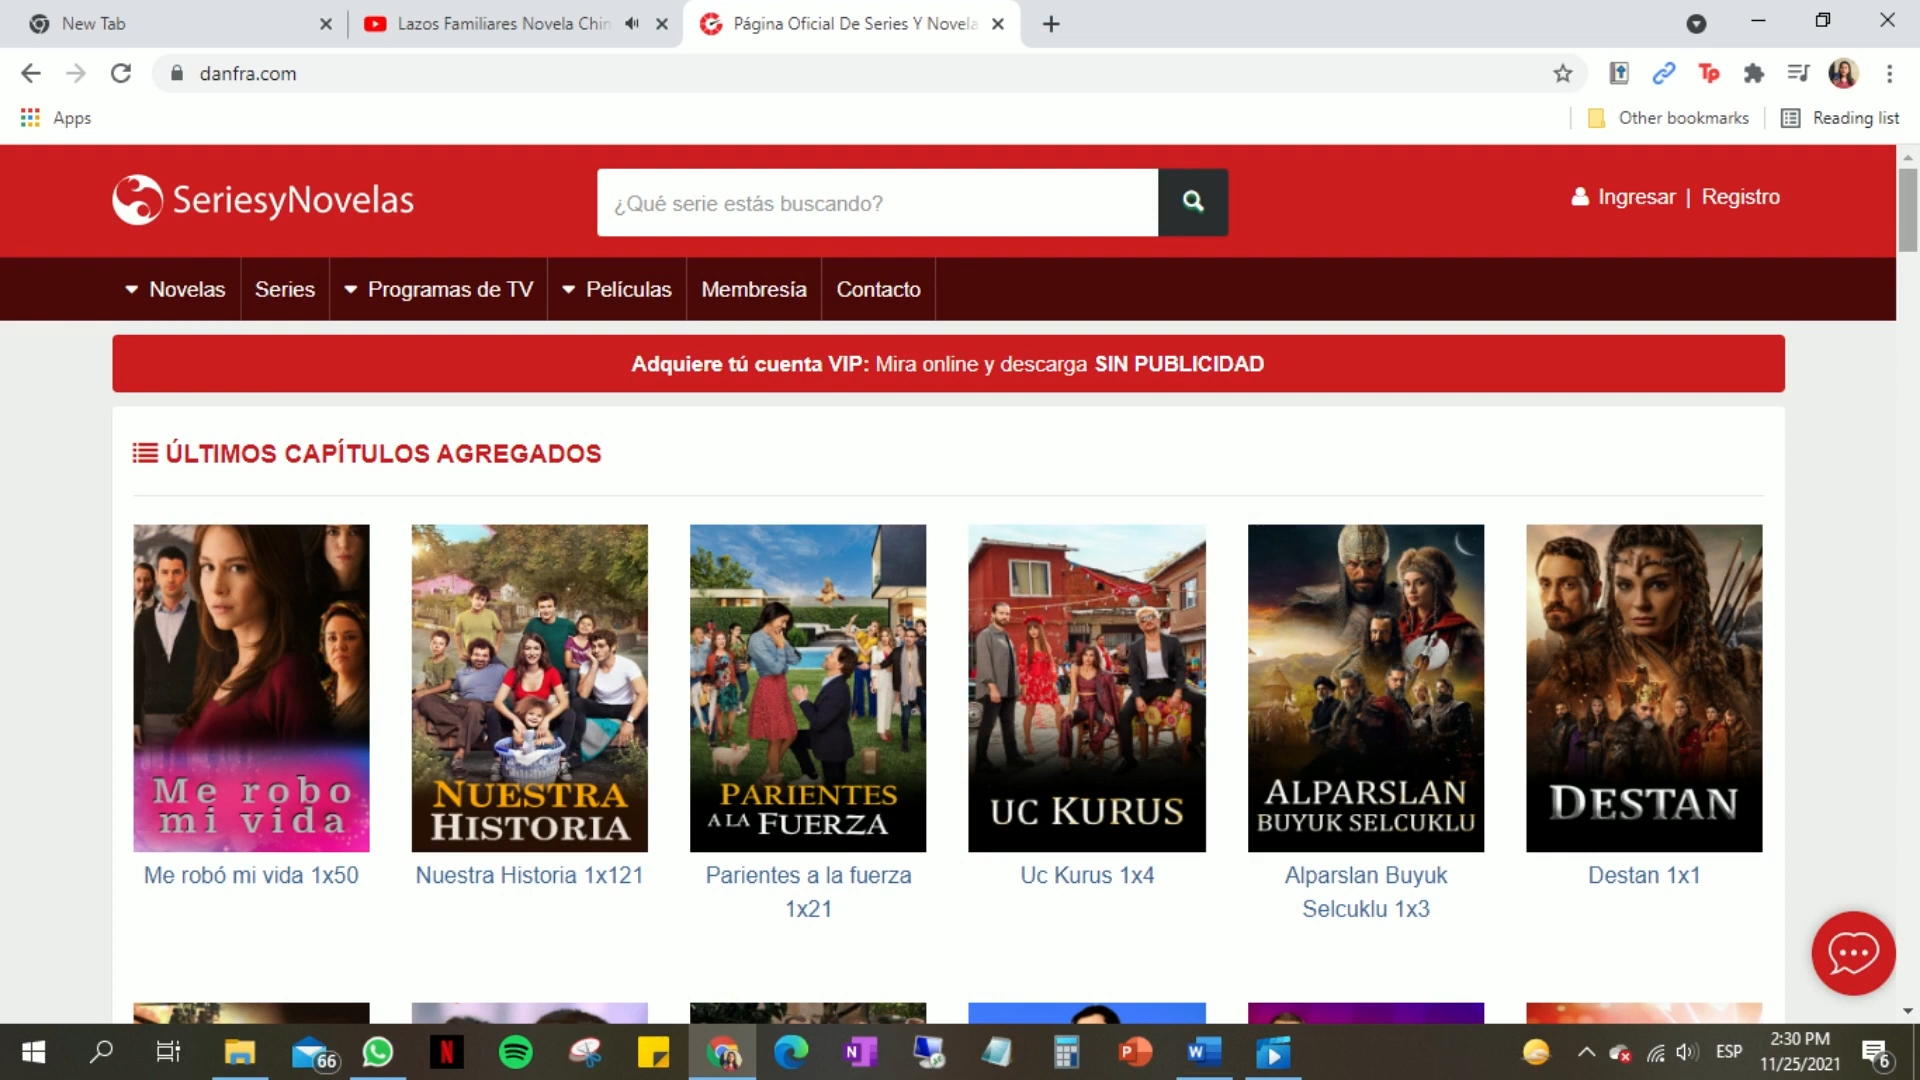 New Tab
Lazos Familiares Novela Chin
Página Oficial De Series Y Novela
danfra.com
Tp
Apps
Other bookmarks
Reading list
SeriesyNovelas
¿Qué serie estás buscando?
Ingresar | Registro
Novelas
Series
Programas de TV
Películas
Membresía
Contacto
Adquiere tú cuenta VIP: Mira online y descarga SIN PUBLICIDAD
ÚLTIMOS CAPÍTULOS AGREGADOS
Me robo
mi vida
NUESTRA
HISTORIA
PARIENTES
A LA FUERZA
UC KURUS
ALPARSLAN
BUYUK SELCUKLU
DESTAN
Me robó mi vida 1x50
Nuestra Historia 1x121
Parientes a la fuerza
1x21
Uc Kurus 1x4
Alparslan Buyuk
Selcuklu 1x3
Destan 1x1
66
N
N
P
W
ESP
2:30 PM
11/25/2021
6